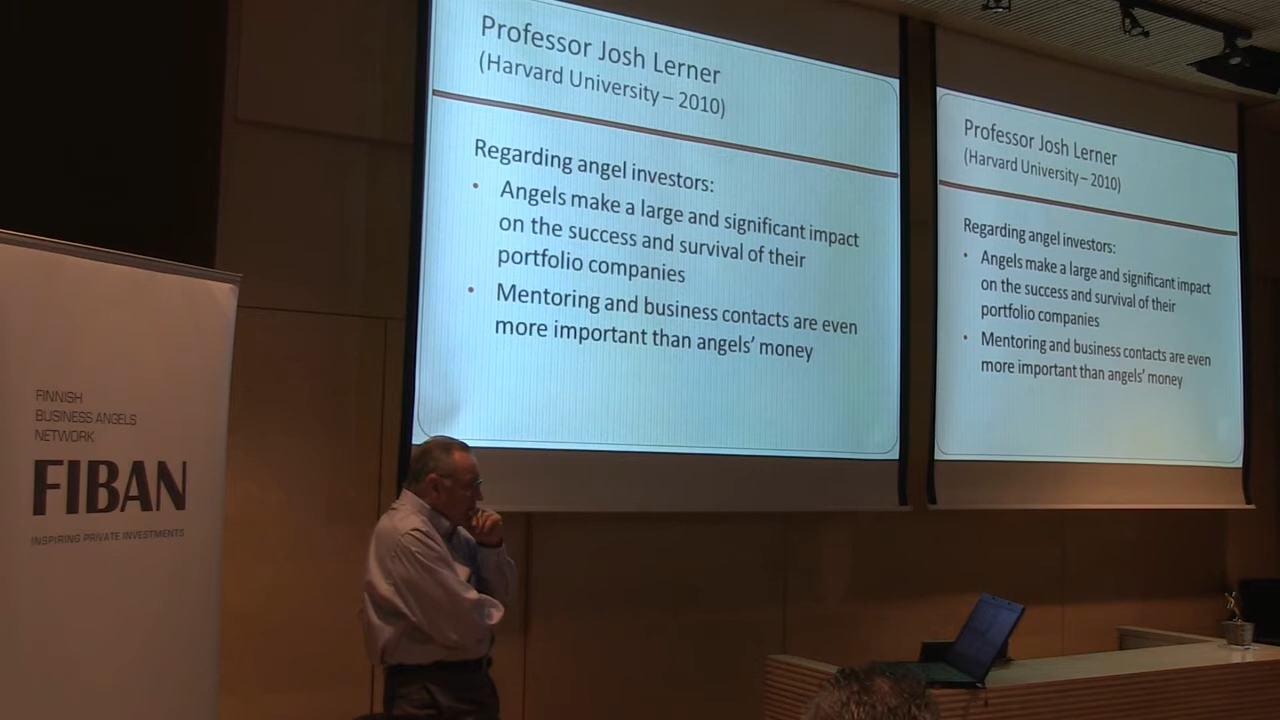 FINNISH
BUSINESS ANGELS
NETWORK
FIBAN
INSPIRING PRIVATE INVESTMENTS
Professor Josh Lerner
(Harvard University – 2010)
Regarding angel investors:
• Angels make a large and significant impact
on the success and survival of their
portfolio companies
• Mentoring and business contacts are even
more important than angels’ money
Professor Josh Lerner
(Harvard University – 2010)
Regarding angel investors:
• Angels make a large and significant impact
on the success and survival of their
portfolio companies
• Mentoring and business contacts are even
more important than angels’ money